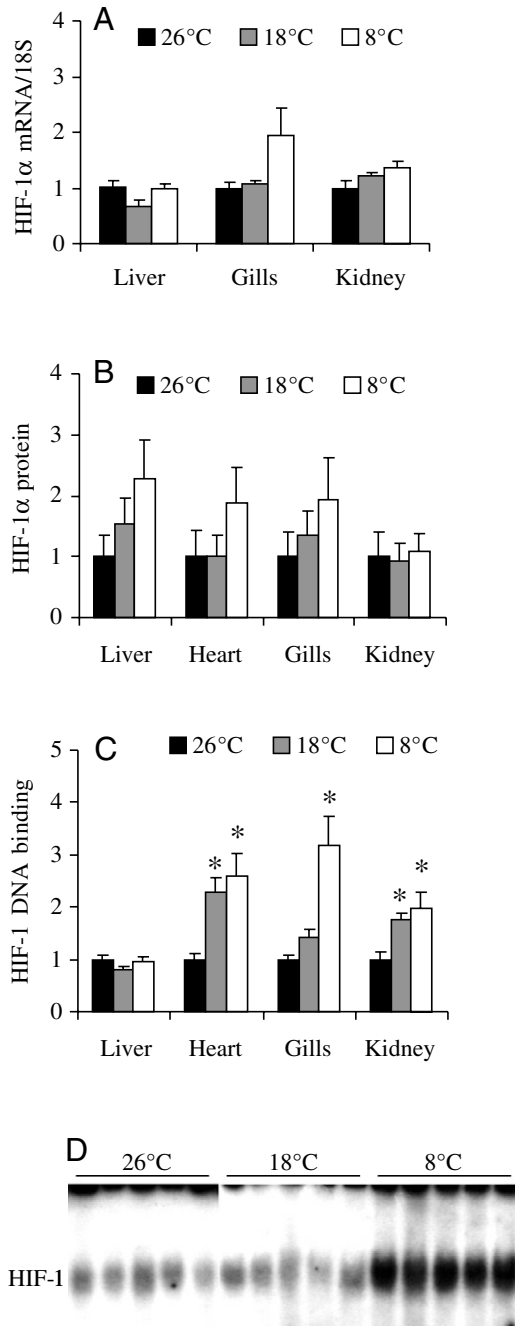 A
26°C 18°C 8°C
HIF-1α mRNA/18S
4
3
2
1
0
Liver Gills Kidney
B
26°C 18°C 8°C
HIF-1α protein
4
3
2
1
0
Liver Heart Gills Kidney
C
26°C 18°C 8°C
HIF-1 DNA binding
5
4
3
2
1
0
* * * * *
Liver Heart Gills Kidney
D
26°C 18°C 8°C
HIF-1